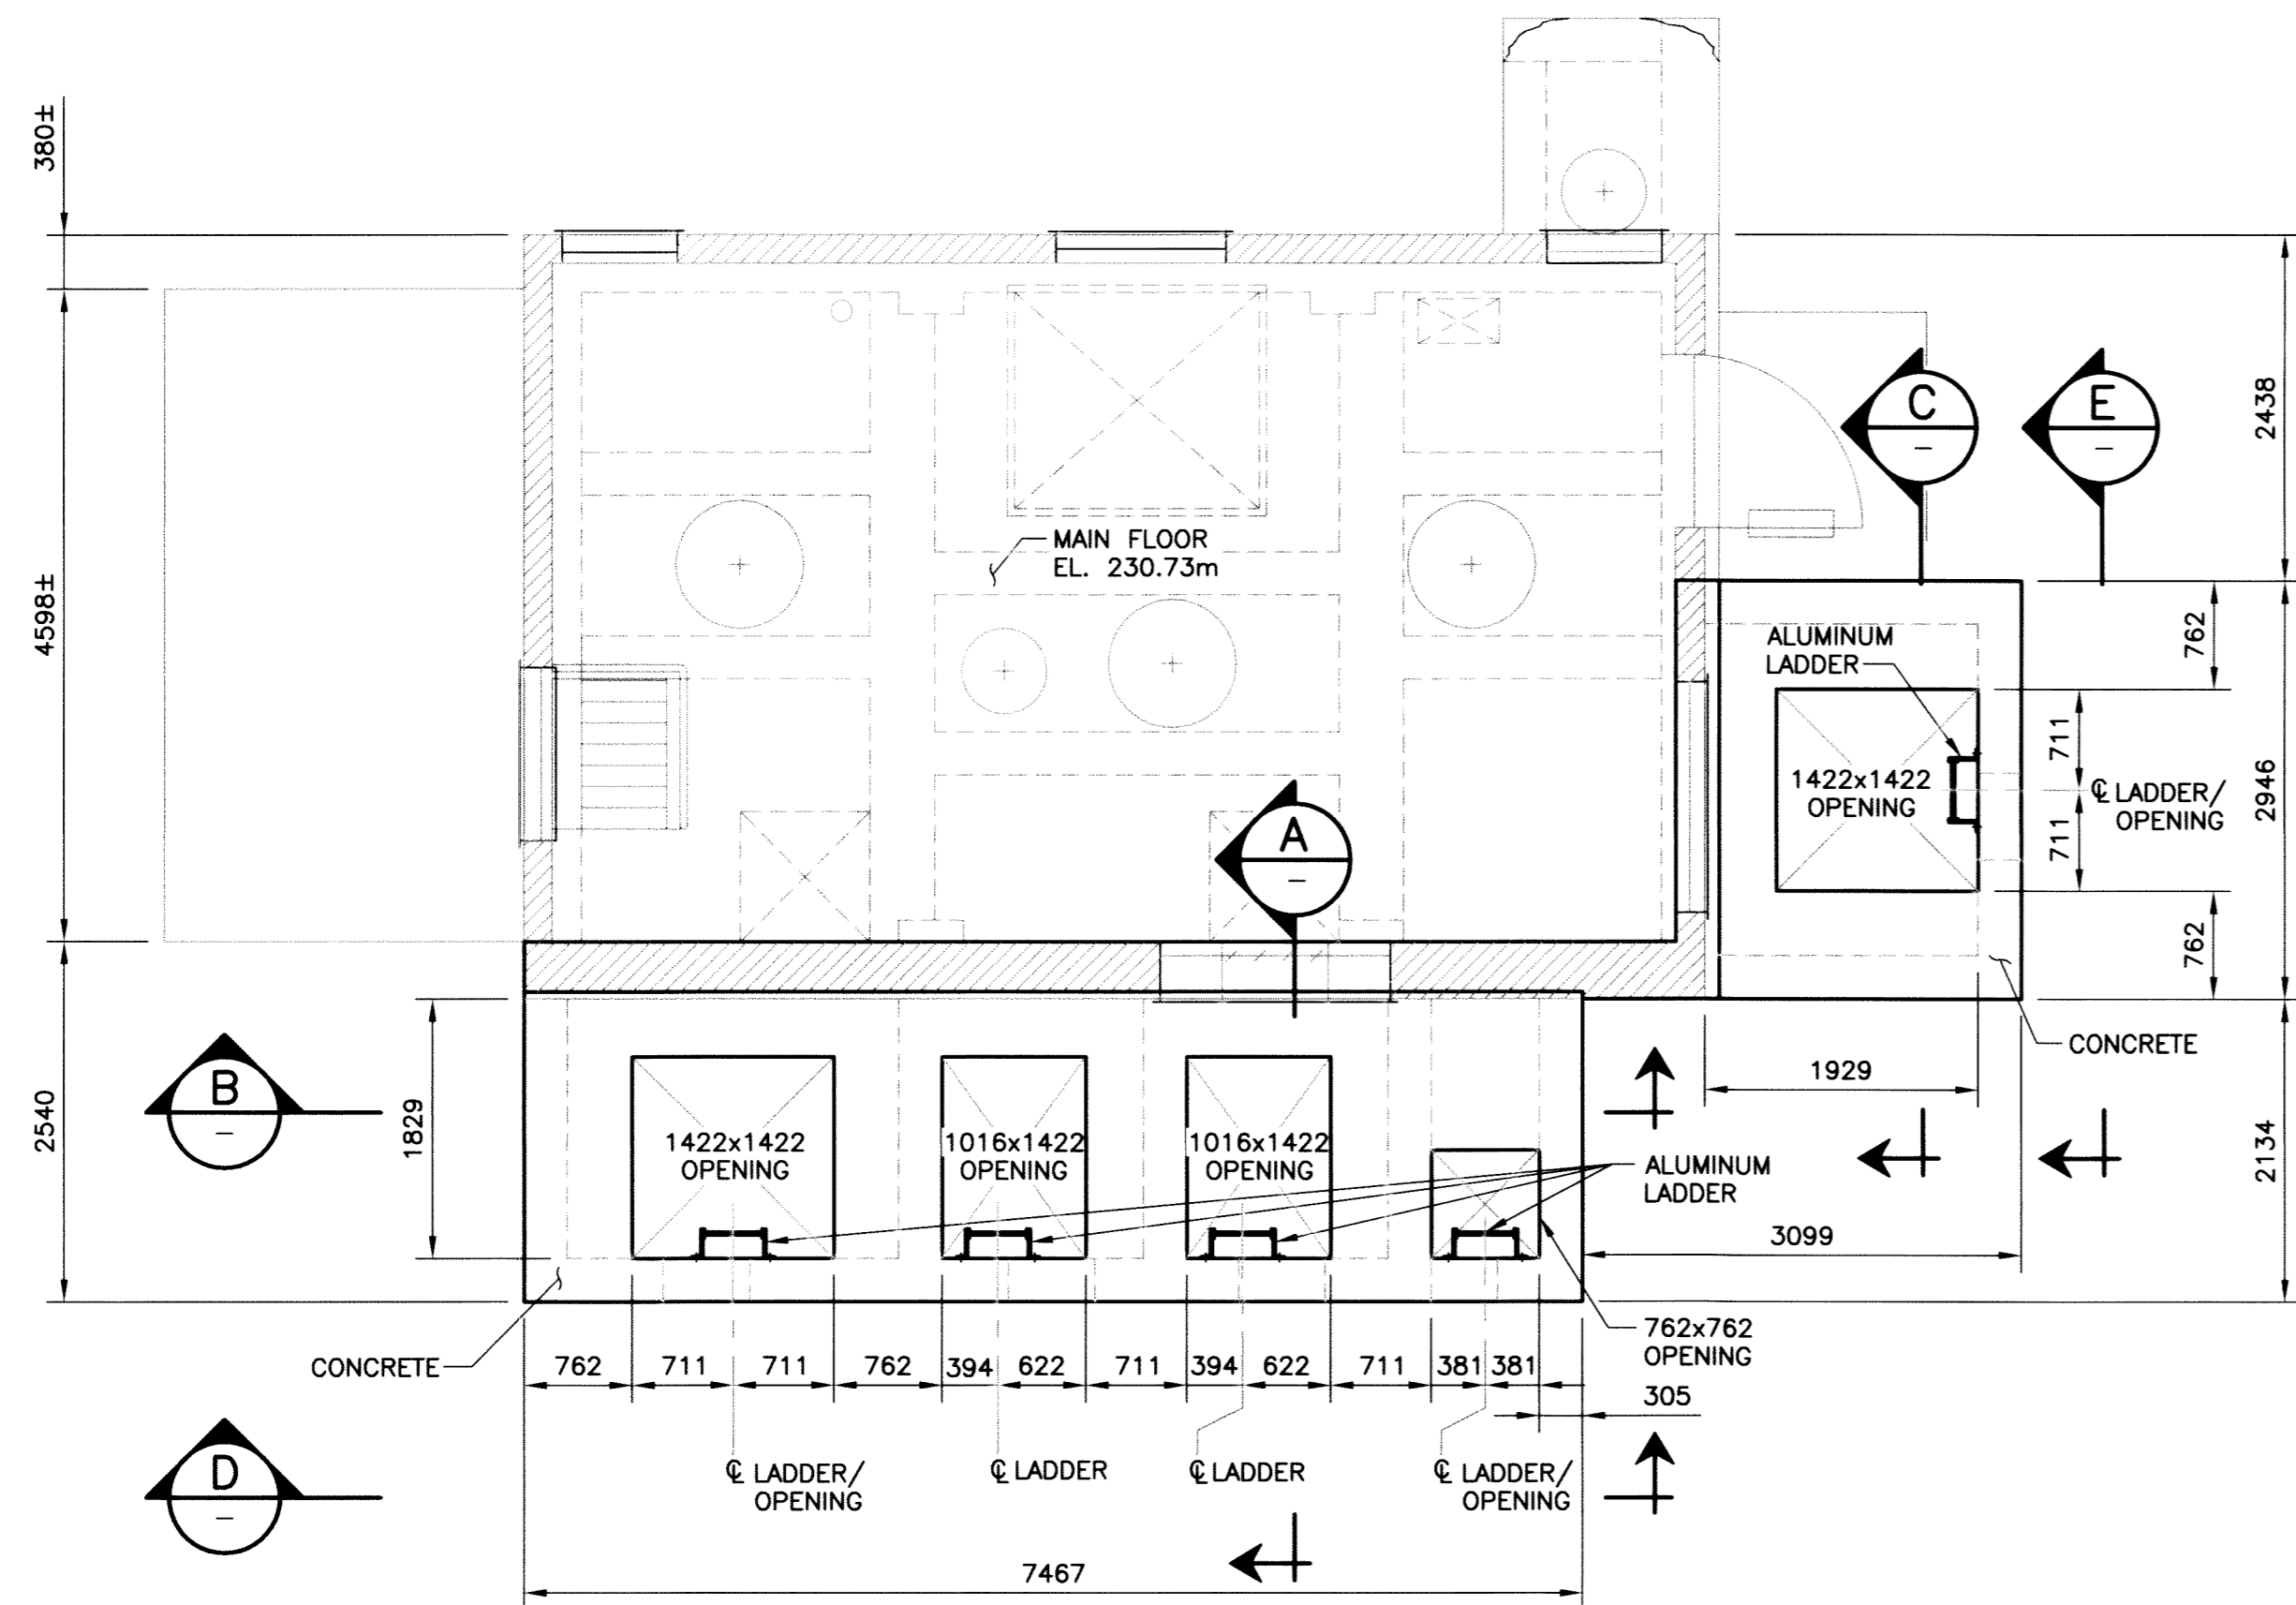 380±
4598±
2540
MAIN FLOOR
EL. 230.73m
C
–
E
–
2438
ALUMINUM
LADDER
762
711
1422x1422
OPENING
℄ LADDER/
OPENING
711
2946
762
A
–
CONCRETE
1929
B
–
1829
1422x1422
OPENING
1016x1422
OPENING
1016x1422
OPENING
ALUMINUM
LADDER
2134
3099
762x762
OPENING
CONCRETE
762 711 711 762 394 622 711 394 622 711 381 381
305
D
–
℄ LADDER/
OPENING
℄ LADDER
℄ LADDER
℄ LADDER/
OPENING
7467